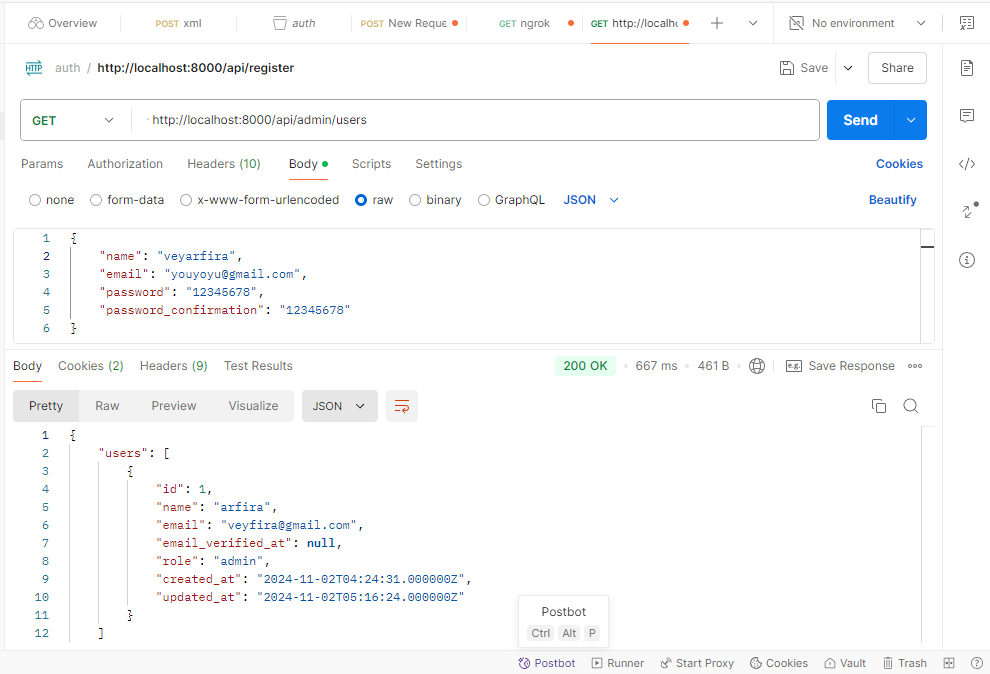 Overview POST xml auth POST New Reque GET ngrok GET http://localhc No environment
HTTP auth / http://localhost:8000/api/register Save Share
GET http://localhost:8000/api/admin/users Send
Params Authorization Headers (10) Body Scripts Settings Cookies
none form-data x-www-form-urlencoded raw binary GraphQL JSON Beautify
1 {
2 "name": "veyarfira",
3 "email": "youyoyu@gmail.com",
4 "password": "12345678",
5 "password_confirmation": "12345678"
6 }
Body Cookies (2) Headers (9) Test Results 200 OK 667 ms 461 B e.g. Save Response
Pretty Raw Preview Visualize JSON
1 {
2 "users": [
3 {
4 "id": 1,
5 "name": "arfira",
6 "email": "veyfira@gmail.com",
7 "email_verified_at": null,
8 "role": "admin",
9 "created_at": "2024-11-02T04:24:31.000000Z",
10 "updated_at": "2024-11-02T05:16:24.000000Z"
11 }
12 ]
Postbot
Ctrl Alt P
Postbot Runner Start Proxy Cookies Vault Trash